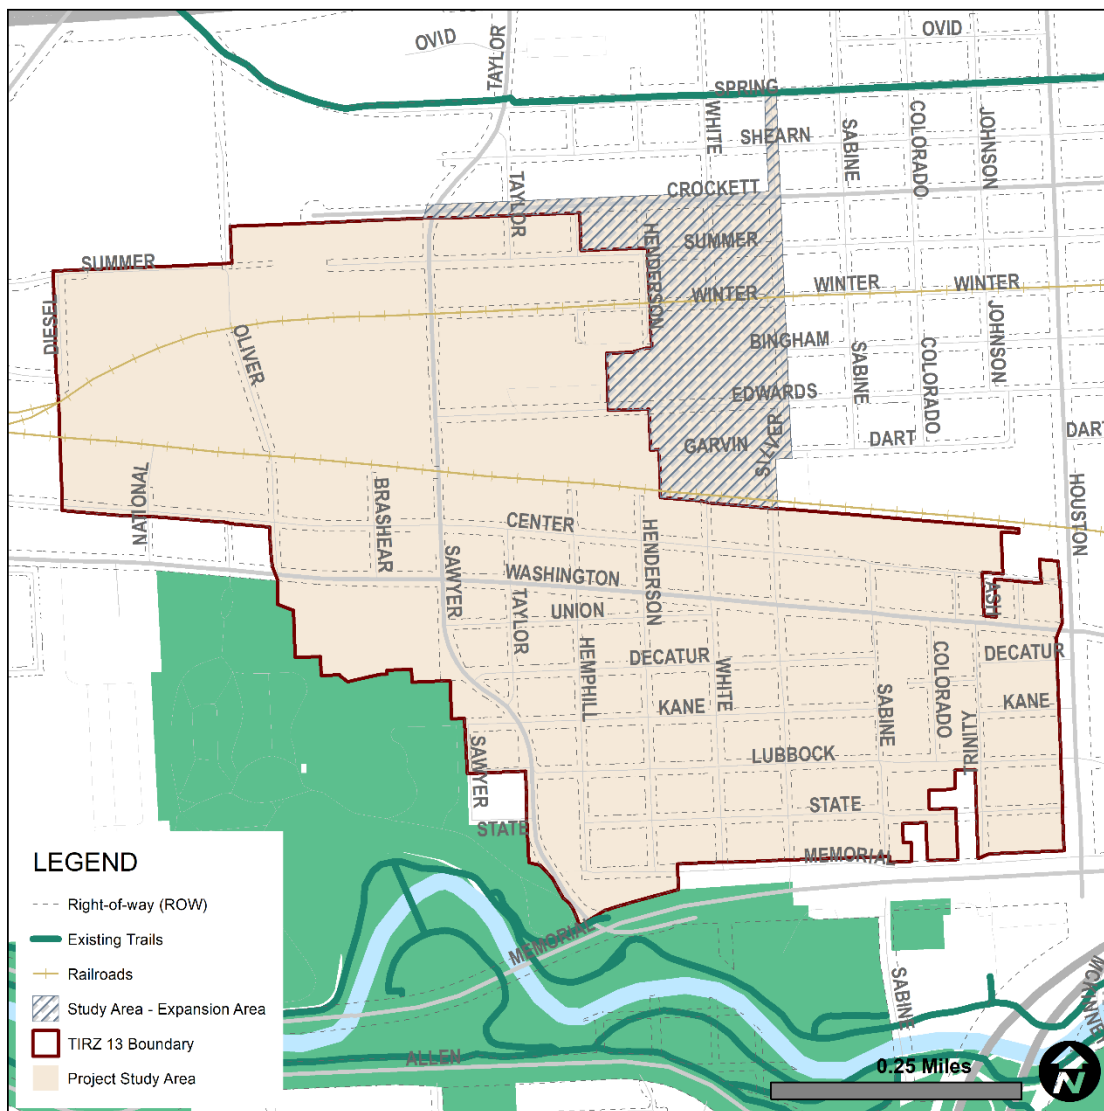 OVID
TAYLOR
OVID
SPRING
WHITE
SHEARN
SABINE
COLORADO
JOHNSON
CROCKETT
TAYLOR
HENDERSON
SUMMER
SUMMER
WINTER
WINTER
WINTER
DIESEL
OLIVER
BINGHAM
SABINE
COLORADO
JOHNSON
EDWARDS
GARVIN
SILVER
DART
DART
NATIONAL
BRASHEAR
CENTER
HENDERSON
HOUSTON
SAWYER
WASHINGTON
TAYLOR
UNION
ASH
HEMPHILL
DECATUR
WHITE
COLORADO
DECATUR
KANE
SABINE
TRINITY
KANE
LUBBOCK
SAWYER
STATE
STATE
MEMORIAL
LEGEND
Right-of-way (ROW)
Existing Trails
Railroads
Study Area - Expansion Area
TIRZ 13 Boundary
Project Study Area
MEMORIAL
SABINE
ALLEN
0.25 Miles
N